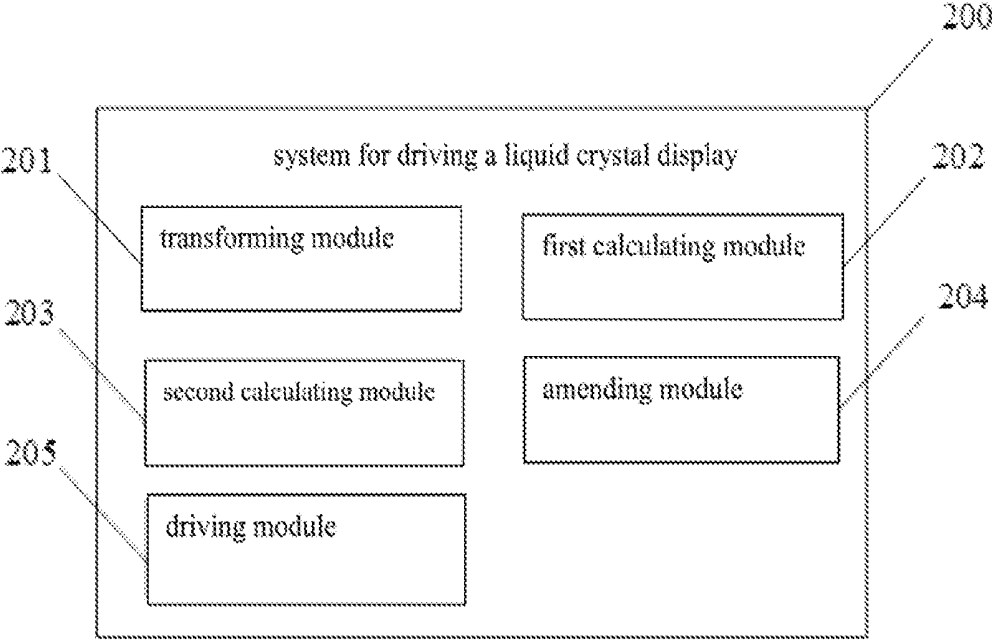 200
system for driving a liquid crystal display
201
202
transforming module
first calculating module
203
204
second calculating module
amending module
205
driving module